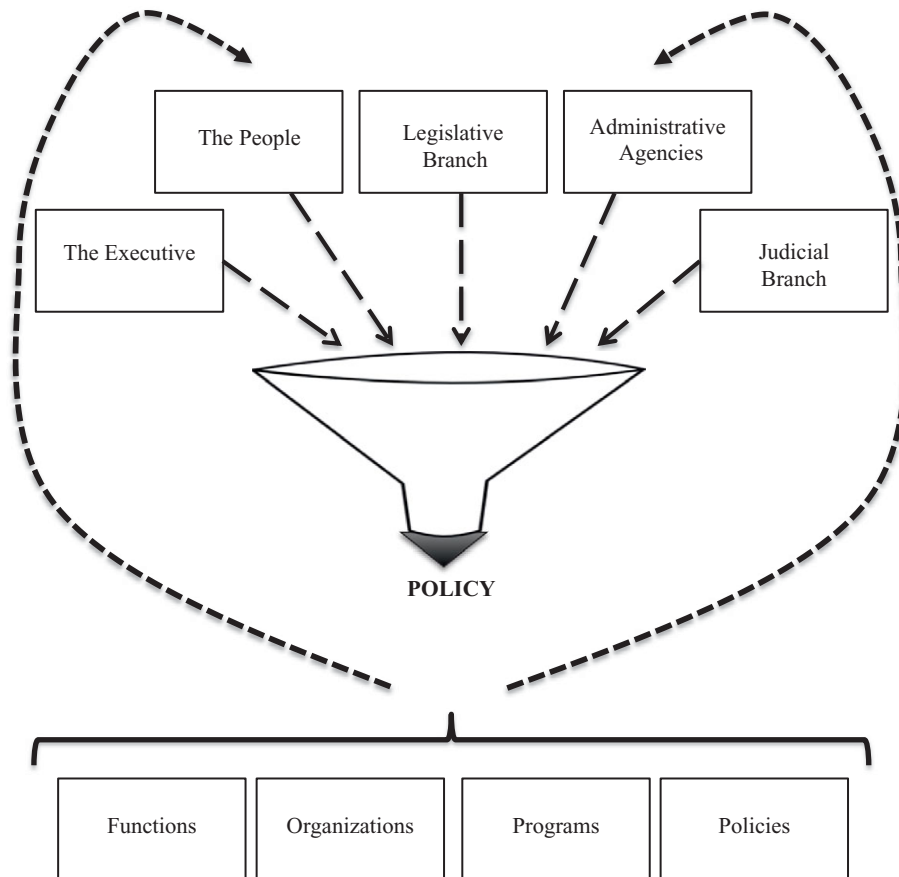 The People
Legislative
Branch
Administrative
Agencies
The Executive
Judicial
Branch
POLICY
Functions
Organizations
Programs
Policies